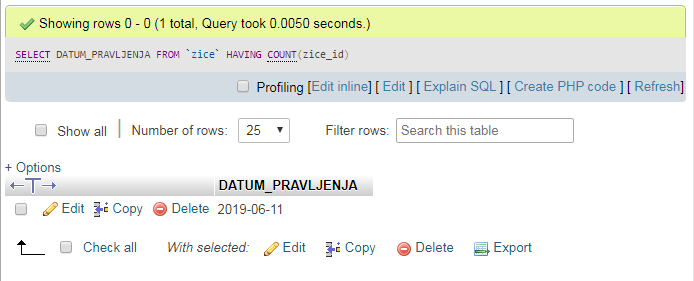 Showing rows 0 - 0 (1 total, Query took 0.0050 seconds.)
SELECT DATUM_PRAVLJENJA FROM `zice` HAVING COUNT(zice_id)
Profiling [Edit inline] [ Edit ] [ Explain SQL ] [ Create PHP code ] [ Refresh]
Show all | Number of rows: 25 Filter rows: Search this table
+ Options
←T→ DATUM_PRAVLJENJA
Edit Copy Delete 2019-06-11
Check all With selected: Edit Copy Delete Export